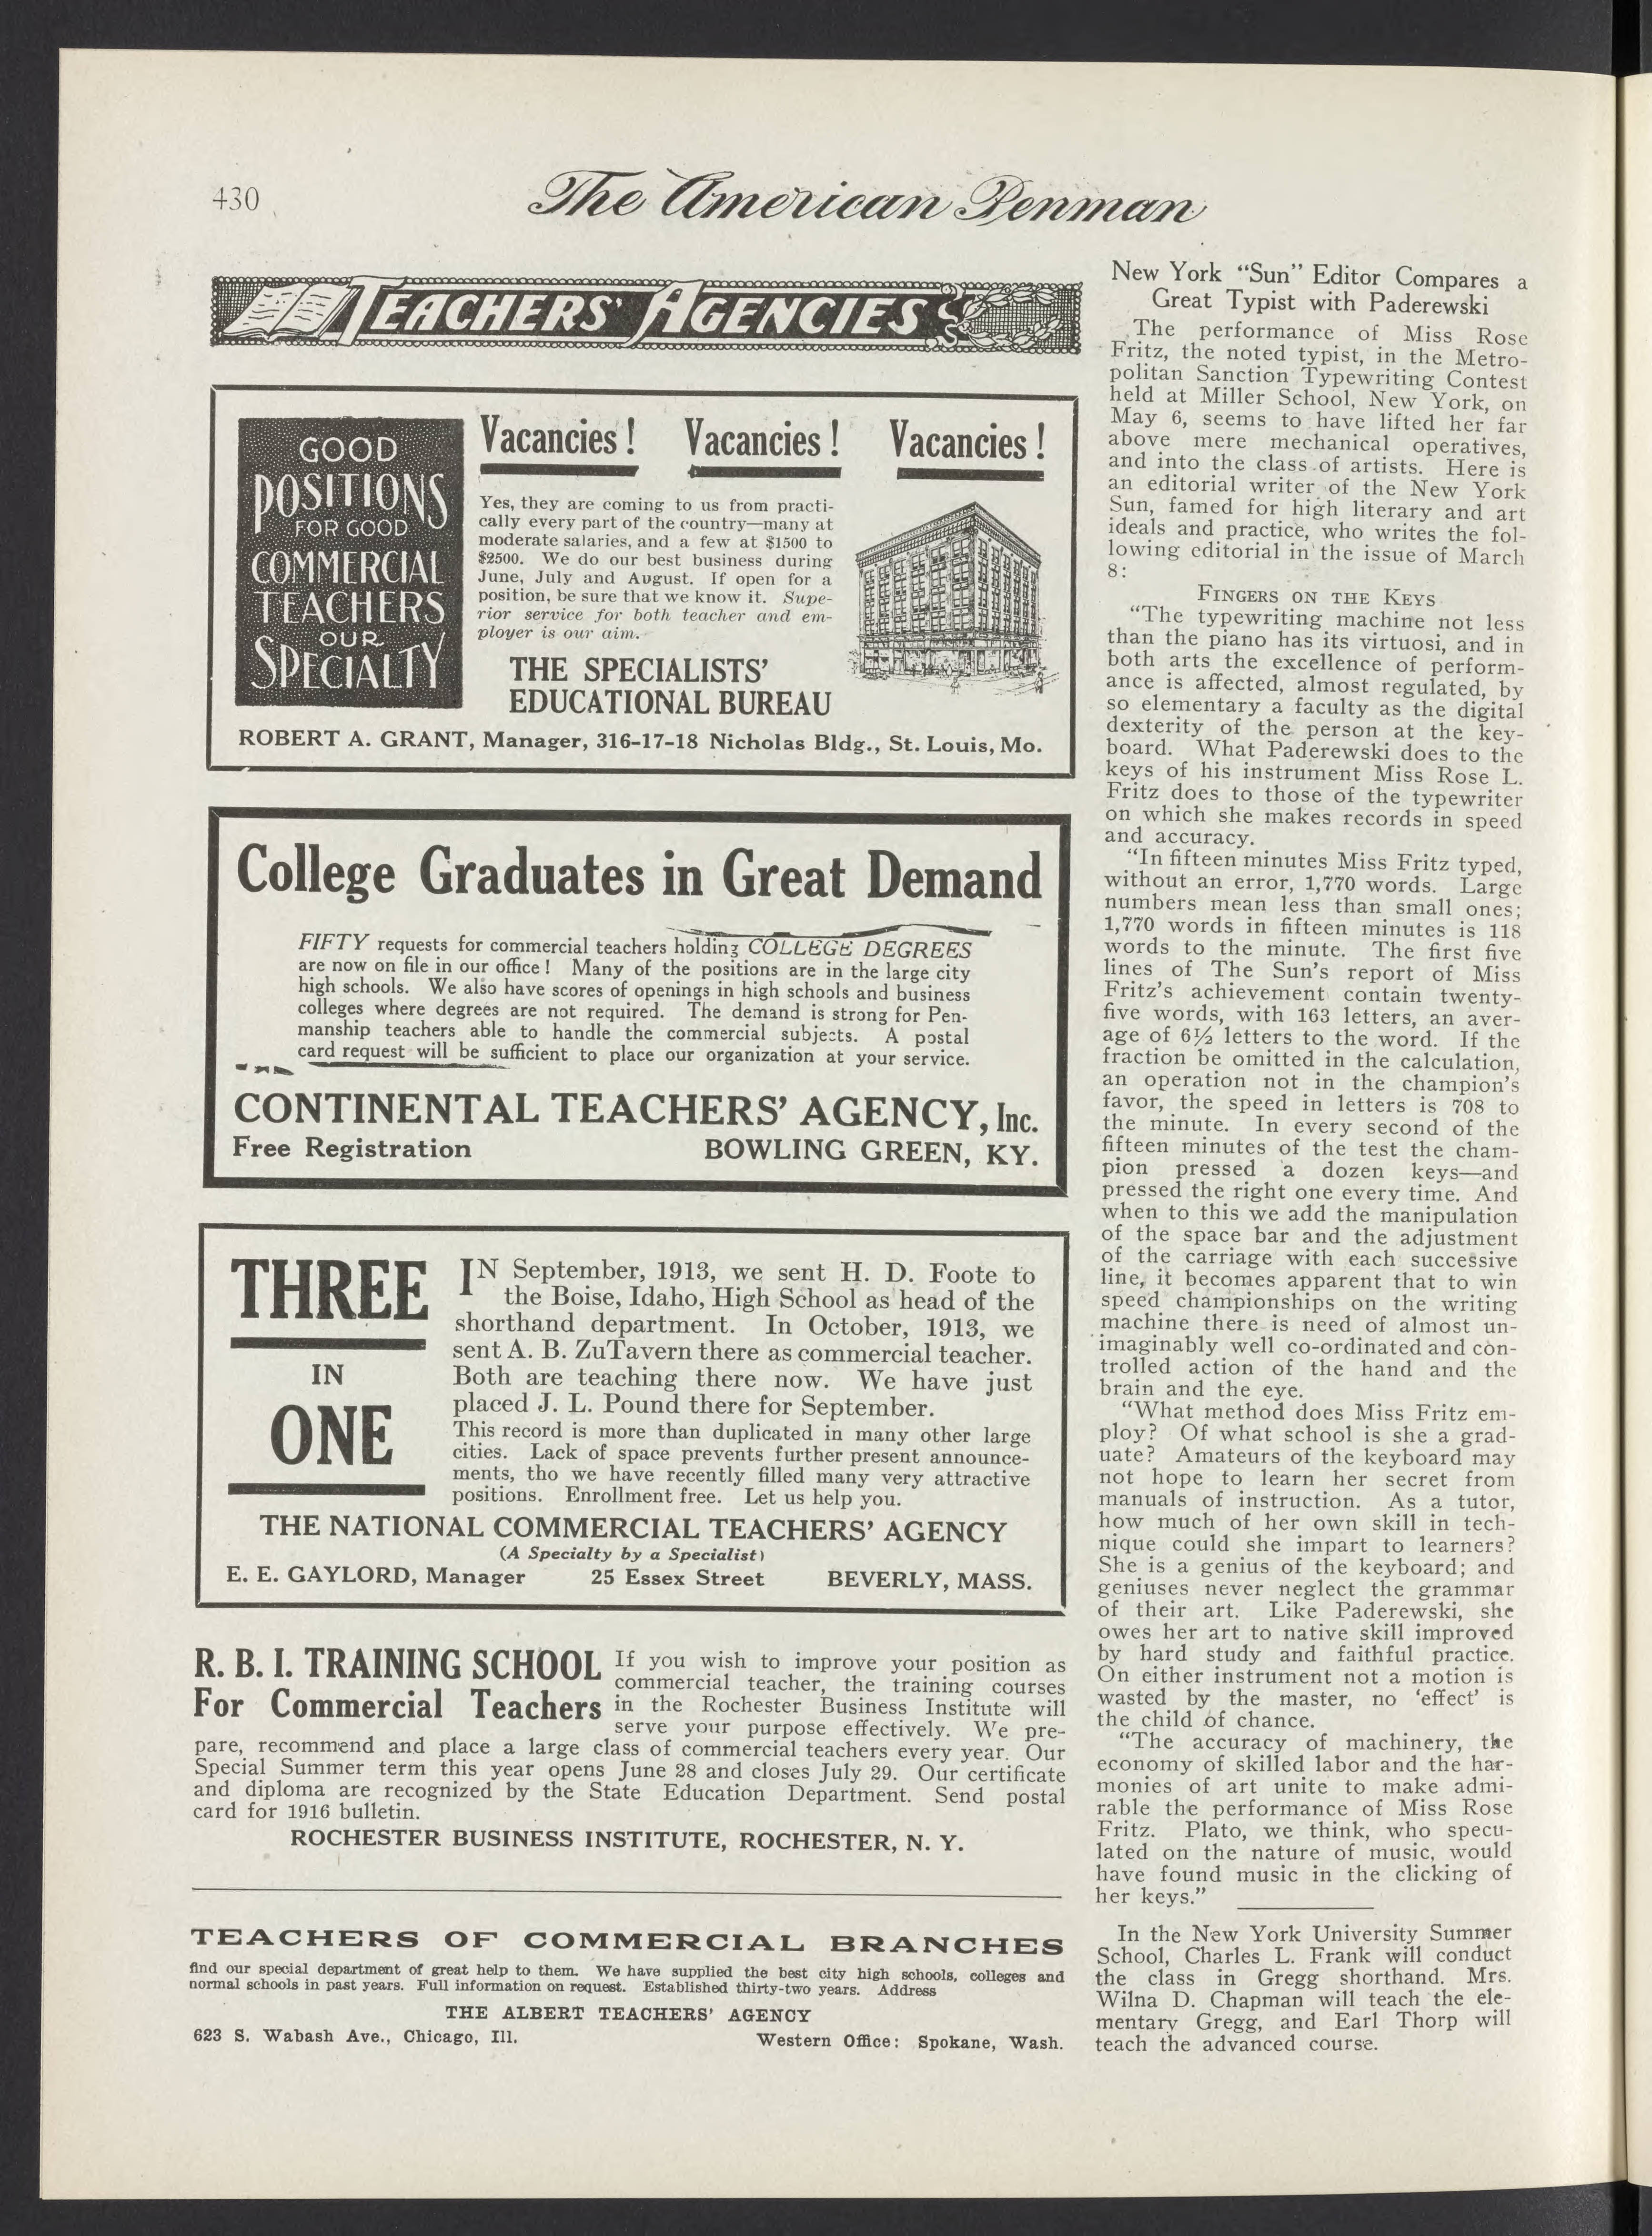 430
The American Penman
TEACHERS' AGENCIES
GOOD
POSITIONS
FOR GOOD
COMMERCIAL
TEACHERS
OUR
SPECIALTY
Vacancies! Vacancies! Vacancies!
Yes, they are coming to us from practi-
cally every part of the country—many at
moderate salaries, and a few at $1500 to
$2500. We do our best business during
June, July and August. If open for a
position, be sure that we know it. Supe-
rior service for both teacher and em-
ployer is our aim.
THE SPECIALISTS'
EDUCATIONAL BUREAU
ROBERT A. GRANT, Manager, 316-17-18 Nicholas Bldg., St. Louis, Mo.
College Graduates in Great Demand
FIFTY requests for commercial teachers holding COLLEGE DEGREES
are now on file in our office! Many of the positions are in the large city
high schools. We also have scores of openings in high schools and business
colleges where degrees are not required. The demand is strong for Pen-
manship teachers able to handle the commercial subjects. A postal
card request will be sufficient to place our organization at your service.
CONTINENTAL TEACHERS' AGENCY, Inc.
Free Registration BOWLING GREEN, KY.
THREE
IN
ONE
IN September, 1913, we sent H. D. Foote to
the Boise, Idaho, High School as head of the
shorthand department. In October, 1913, we
sent A. B. ZuTavern there as commercial teacher.
Both are teaching there now. We have just
placed J. L. Pound there for September.
This record is more than duplicated in many other large
cities. Lack of space prevents further present announce-
ments, tho we have recently filled many very attractive
positions. Enrollment free. Let us help you.
THE NATIONAL COMMERCIAL TEACHERS' AGENCY
(A Specialty by a Specialist)
E. E. GAYLORD, Manager 25 Essex Street BEVERLY, MASS.
R. B. I. TRAINING SCHOOL
For Commercial Teachers
If you wish to improve your position as
commercial teacher, the training courses
in the Rochester Business Institute will
serve your purpose effectively. We pre-
pare, recommend and place a large class of commercial teachers every year. Our
Special Summer term this year opens June 28 and closes July 29. Our certificate
and diploma are recognized by the State Education Department. Send postal
card for 1916 bulletin.
ROCHESTER BUSINESS INSTITUTE, ROCHESTER, N. Y.
TEACHERS OF COMMERCIAL BRANCHES
find our special department of great help to them. We have supplied the best city high schools, colleges and
normal schools in past years. Full information on request. Established thirty-two years. Address
THE ALBERT TEACHERS' AGENCY
623 S. Wabash Ave., Chicago, Ill. Western Office: Spokane, Wash.
New York "Sun" Editor Compares a
Great Typist with Paderewski
The performance of Miss Rose
Fritz, the noted typist, in the Metro-
politan Sanction Typewriting Contest
held at Miller School, New York, on
May 6, seems to have lifted her far
above mere mechanical operatives,
and into the class of artists. Here is
an editorial writer of the New York
Sun, famed for high literary and art
ideals and practice, who writes the fol-
lowing editorial in the issue of March
8:
FINGERS ON THE KEYS
"The typewriting machine not less
than the piano has its virtuosi, and in
both arts the excellence of perform-
ance is affected, almost regulated, by
so elementary a faculty as the digital
dexterity of the person at the key-
board. What Paderewski does to the
keys of his instrument Miss Rose L.
Fritz does to those of the typewriter
on which she makes records in speed
and accuracy.
"In fifteen minutes Miss Fritz typed,
without an error, 1,770 words. Large
numbers mean less than small ones;
1,770 words in fifteen minutes is 118
words to the minute. The first five
lines of The Sun's report of Miss
Fritz's achievement contain twenty-
five words, with 163 letters, an aver-
age of 6½ letters to the word. If the
fraction be omitted in the calculation,
an operation not in the champion's
favor, the speed in letters is 708 to
the minute. In every second of the
fifteen minutes of the test the cham-
pion pressed a dozen keys—and
pressed the right one every time. And
when to this we add the manipulation
of the space bar and the adjustment
of the carriage with each successive
line, it becomes apparent that to win
speed championships on the writing
machine there is need of almost un-
imaginably well co-ordinated and con-
trolled action of the hand and the
brain and the eye.
"What method does Miss Fritz em-
ploy? Of what school is she a grad-
uate? Amateurs of the keyboard may
not hope to learn her secret from
manuals of instruction. As a tutor,
how much of her own skill in tech-
nique could she impart to learners?
She is a genius of the keyboard; and
geniuses never neglect the grammar
of their art. Like Paderewski, she
owes her art to native skill improved
by hard study and faithful practice.
On either instrument not a motion is
wasted by the master, no 'effect' is
the child of chance.
"The accuracy of machinery, the
economy of skilled labor and the har-
monies of art unite to make admi-
rable the performance of Miss Rose
Fritz. Plato, we think, who specu-
lated on the nature of music, would
have found music in the clicking of
her keys."
In the New York University Summer
School, Charles L. Frank will conduct
the class in Gregg shorthand. Mrs.
Wilna D. Chapman will teach the ele-
mentary Gregg, and Earl Thorp will
teach the advanced course.